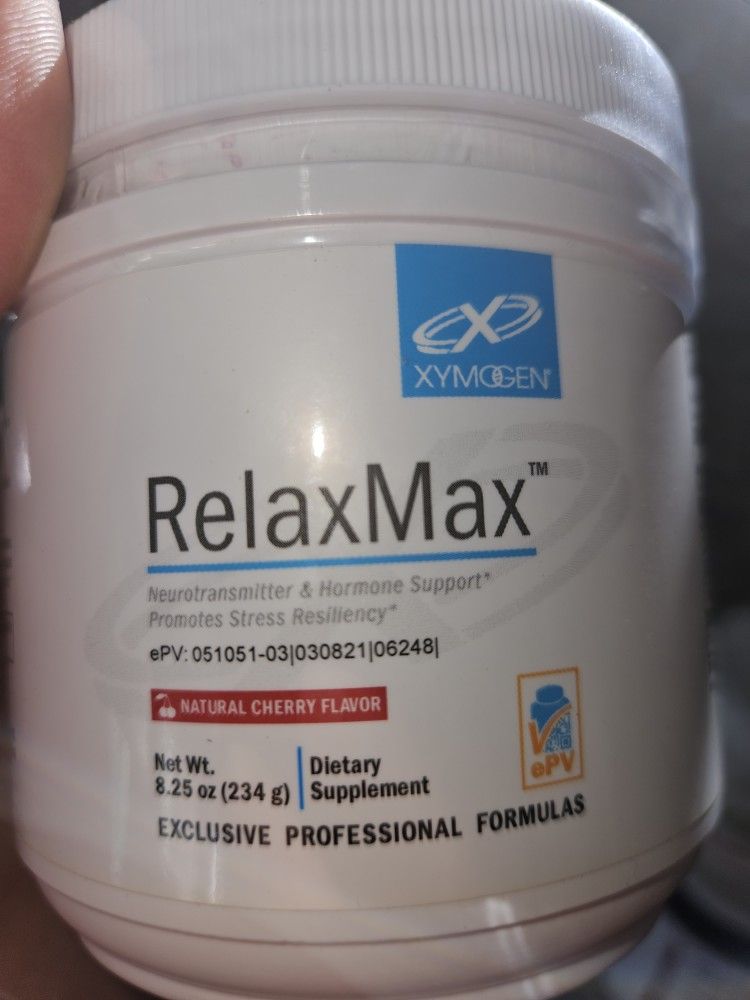 XYMOGEN®
RelaxMax™
Neurotransmitter & Hormone Support*
Promotes Stress Resiliency*
ePV: 051051-03|030821|06248|
NATURAL CHERRY FLAVOR
Net Wt.
8.25 oz (234 g)
Dietary
Supplement
ePV
EXCLUSIVE PROFESSIONAL FORMULAS